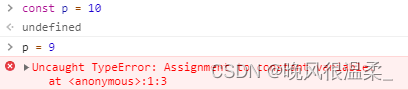 const p = 10
undefined
p = 9
Uncaught TypeError: Assignment to constant variable.
at <anonymous>:1:3
CSDN @晚风很温柔_